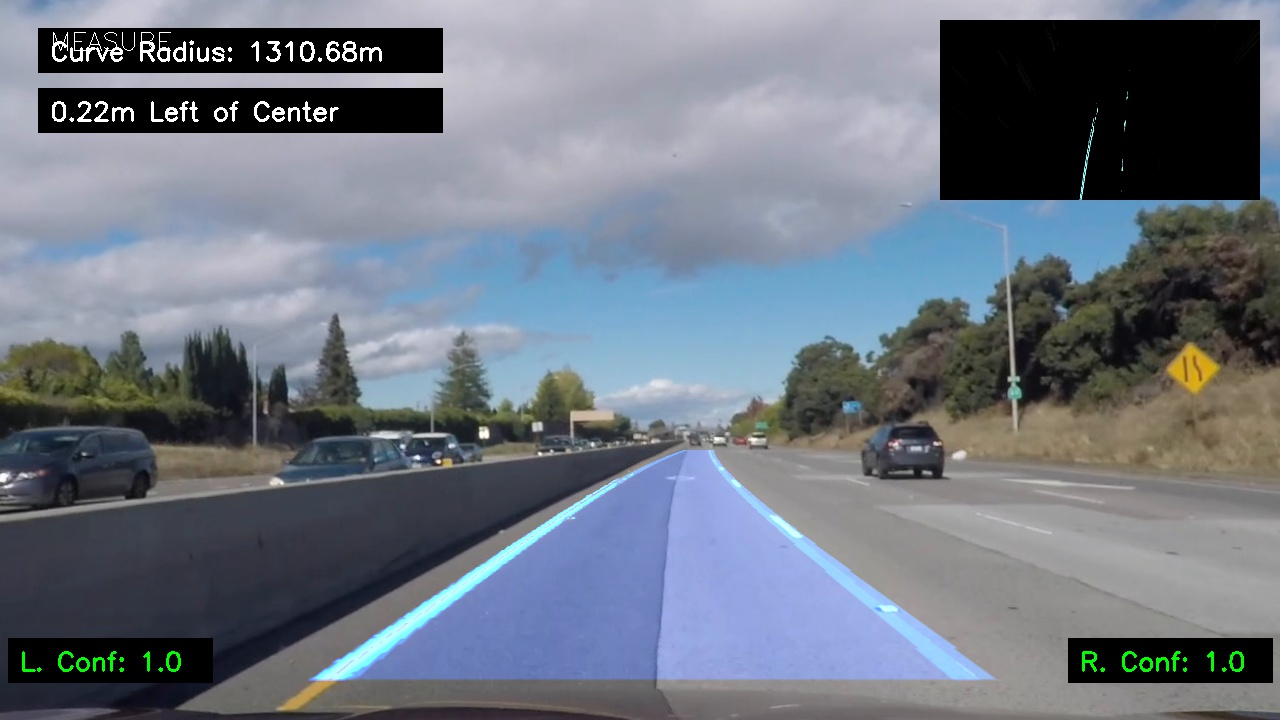 MEASURE
Curve Radius: 1310.68m
0.22m Left of Center
L. Conf: 1.0
R. Conf: 1.0